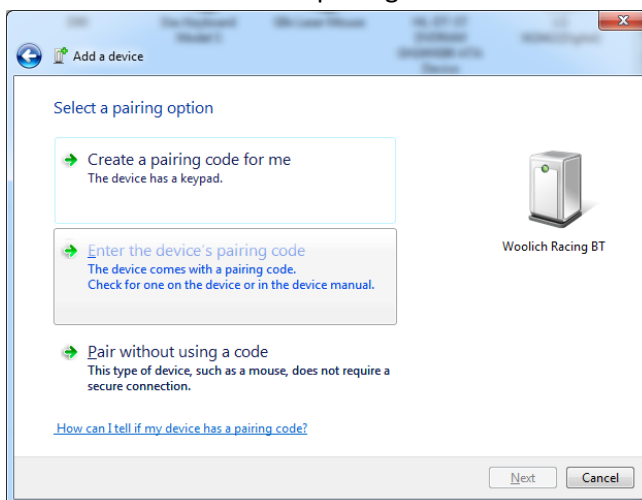 Add a device
Select a pairing option
Create a pairing code for me
The device has a keypad.
Enter the device's pairing code
The device comes with a pairing code.
Check for one on the device or in the device manual.
Woolich Racing BT
Pair without using a code
This type of device, such as a mouse, does not require a
secure connection.
How can I tell if my device has a pairing code?
Next Cancel